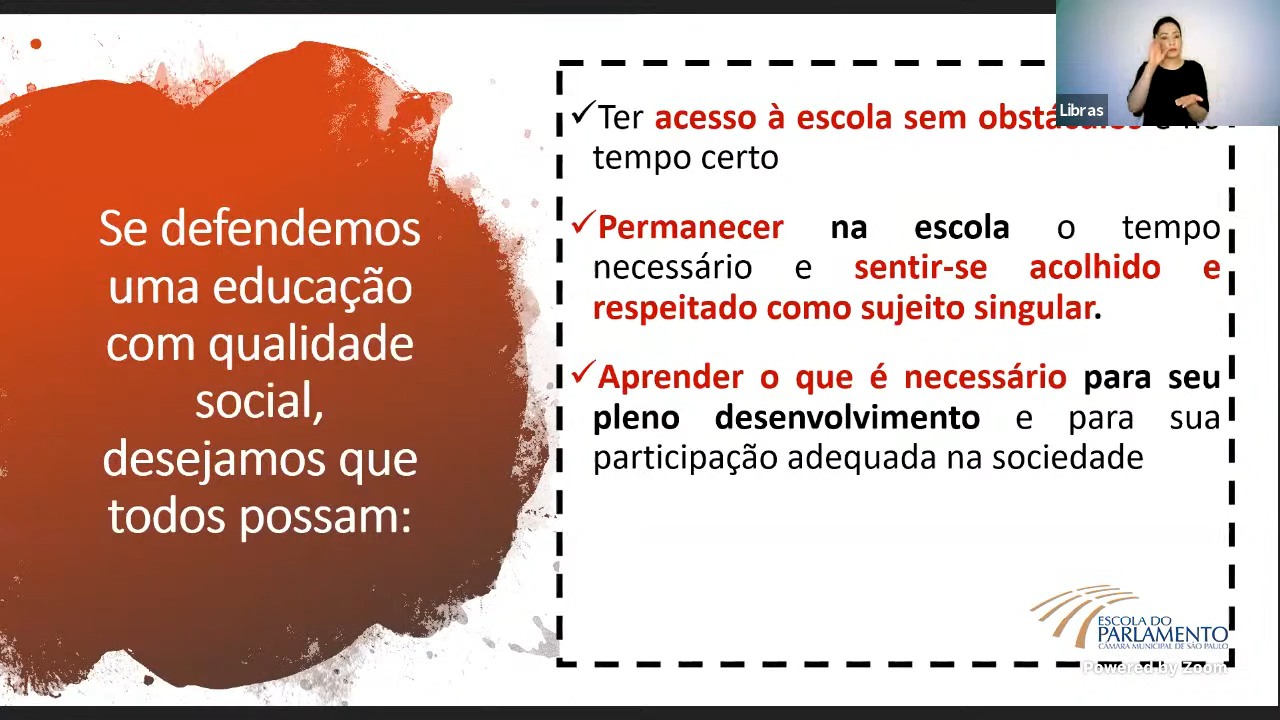 Se defendemos
uma educação
com qualidade
social,
desejamos que
todos possam:
Ter acesso à escola sem
tempo certo
Permanecer na escola o tempo
necessário e sentir-se acolhido e
respeitado como sujeito singular.
Aprender o que é necessário para seu
pleno desenvolvimento e para sua
participação adequada na sociedade
Libras
ESCOLA DO
PARLAMENTO
CÂMARA MUNICIPAL DE SÃO PAULO
Powered by Zoom